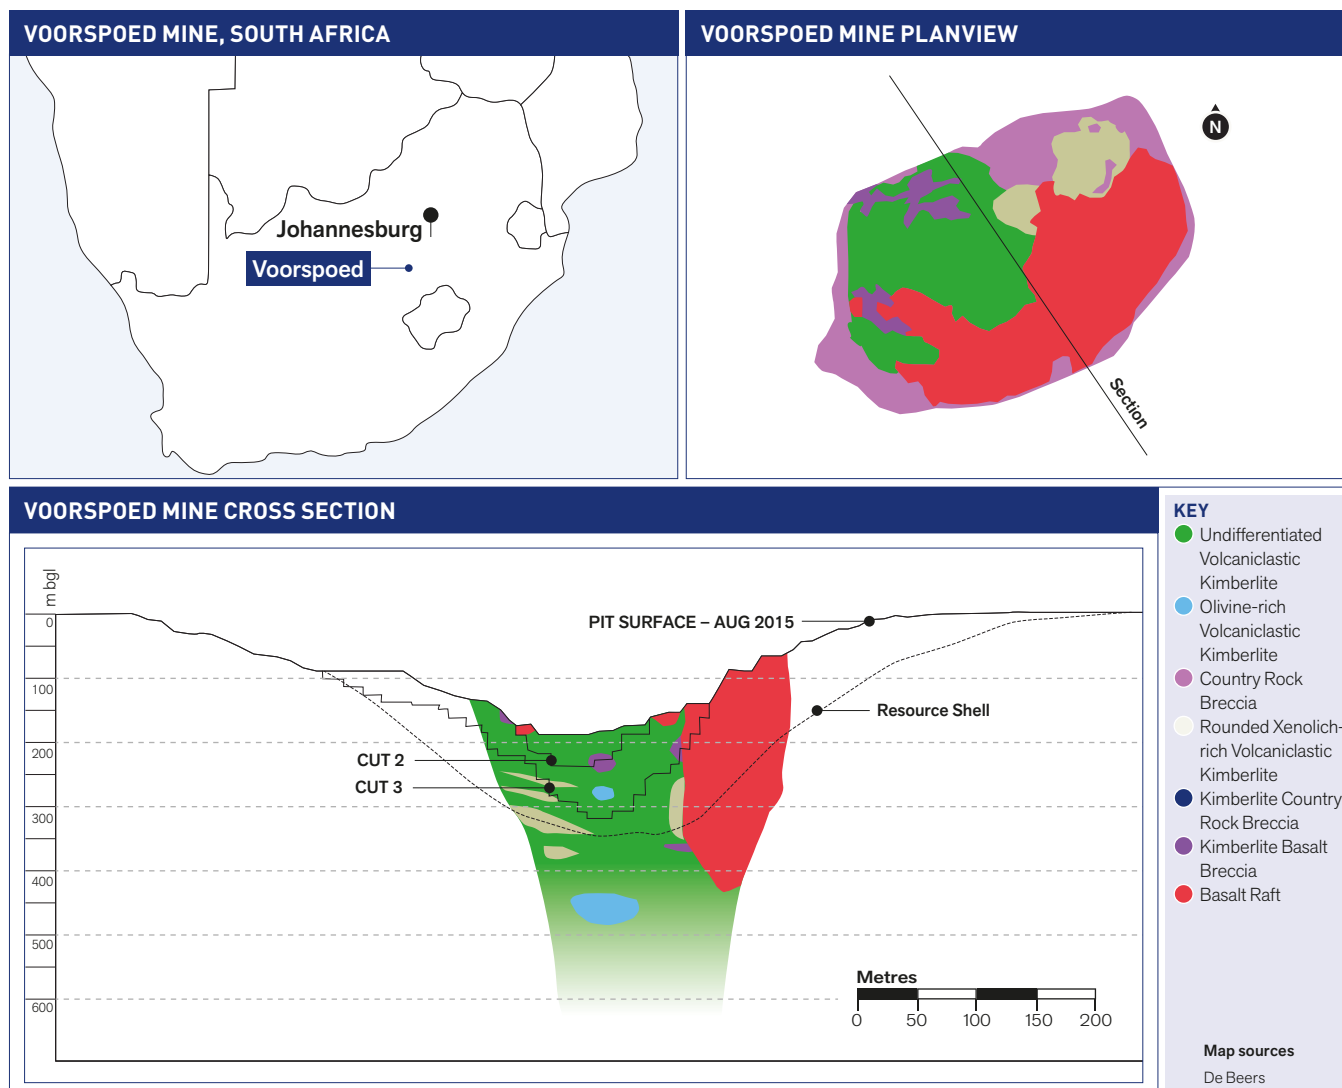 VOORSPOED MINE, SOUTH AFRICA
Johannesburg
Voorspoed
VOORSPOED MINE PLANVIEW
N
Section
VOORSPOED MINE CROSS SECTION
m bgl
0
100
200
300
400
500
600
PIT SURFACE – AUG 2015
Resource Shell
CUT 2
CUT 3
Metres
0 50 100 150 200
KEY
Undifferentiated
Volcaniclastic
Kimberlite
Olivine-rich
Volcaniclastic
Kimberlite
Country Rock
Breccia
Rounded Xenolich-
rich Volcaniclastic
Kimberlite
Kimberlite Country
Rock Breccia
Kimberlite Basalt
Breccia
Basalt Raft
Map sources
De Beers